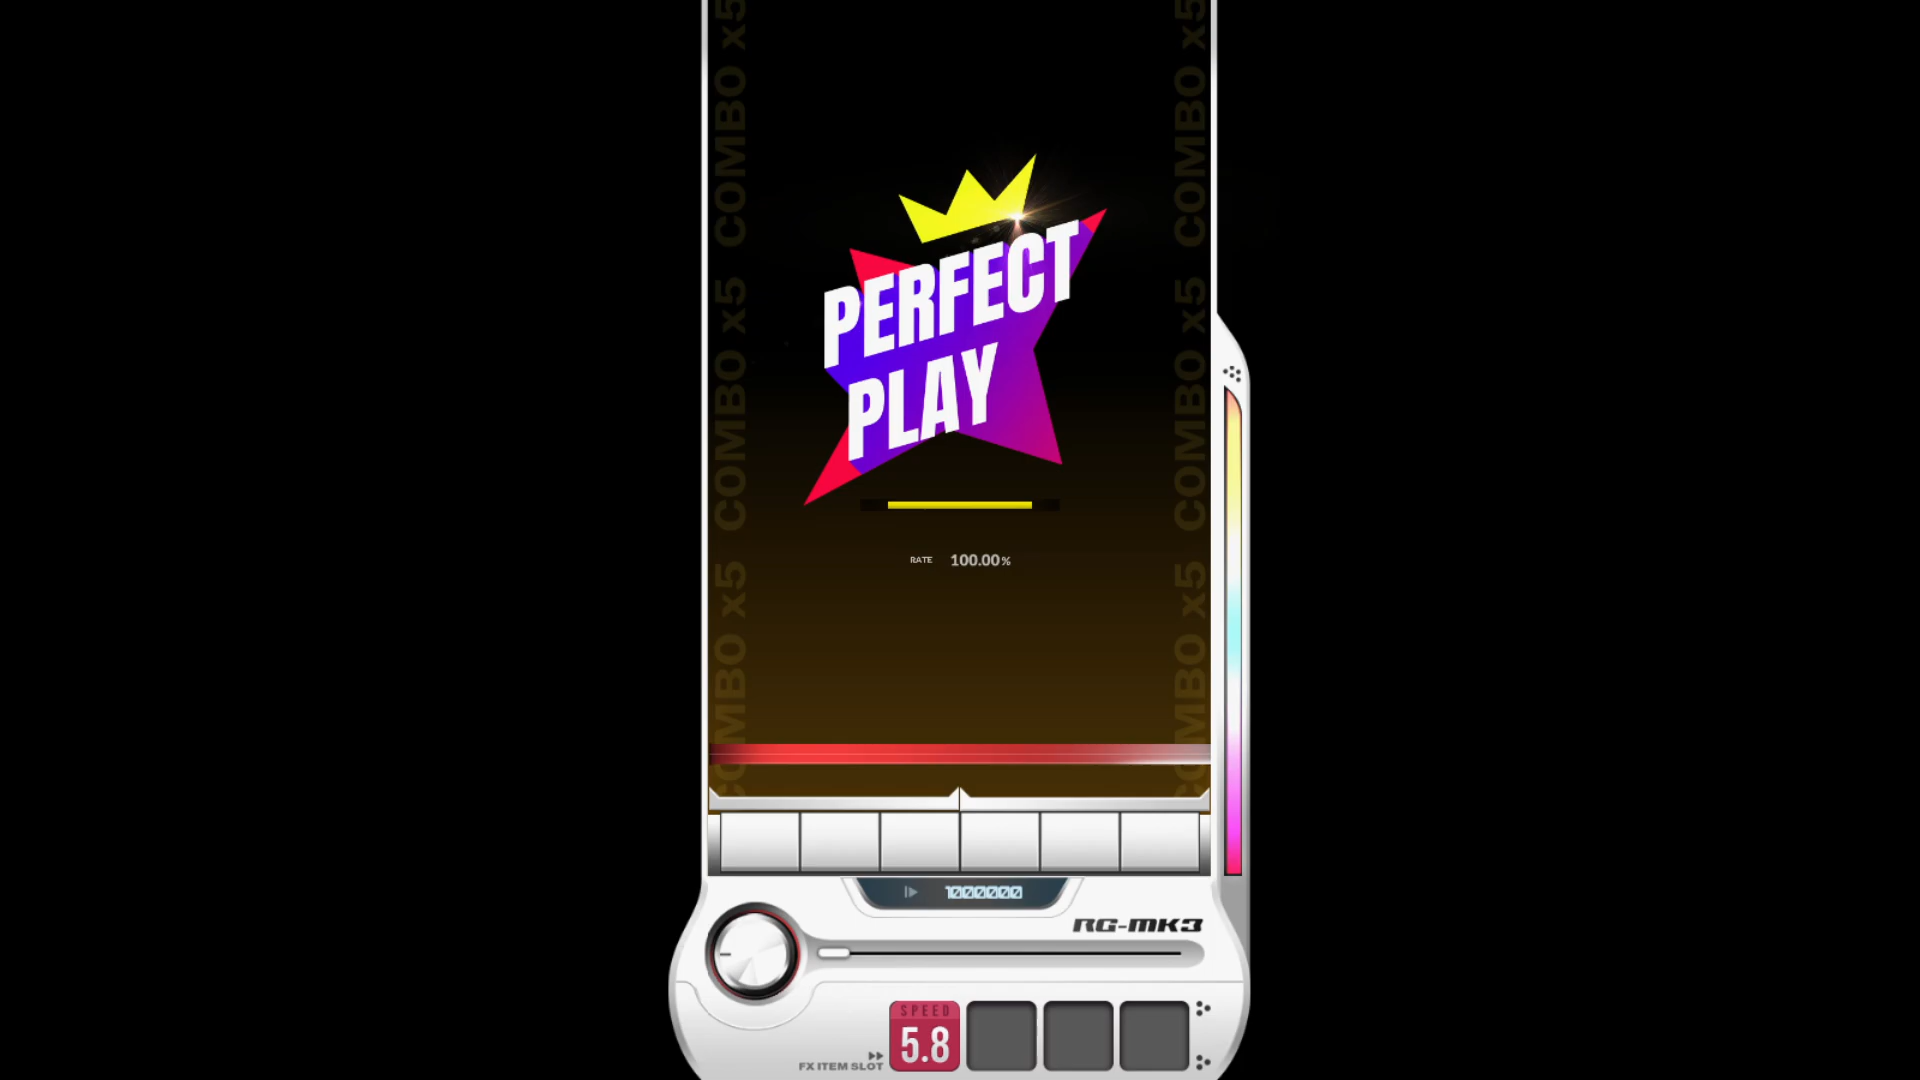 COMBO x5 COMBO x5
COMBO x5 COMBO x5
COMBO x5 COMBO x5
PERFECT
PLAY
RATE 100.00%
1000000
RG-MK3
SPEED
5.8
FX ITEM SLOT